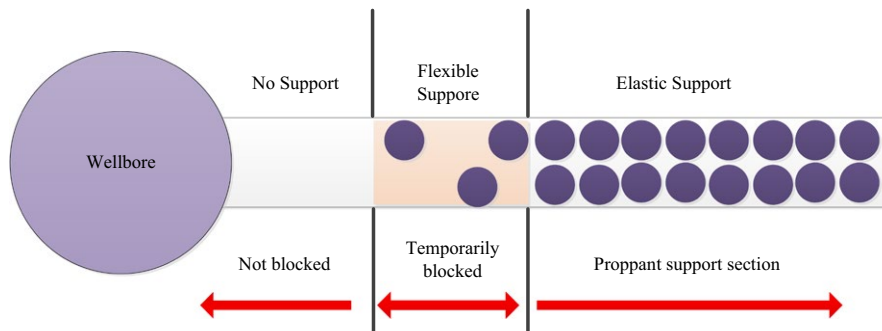 No Support
Flexible
Suppore
Elastic Support
Wellbore
Not blocked
Temporarily
blocked
Proppant support section